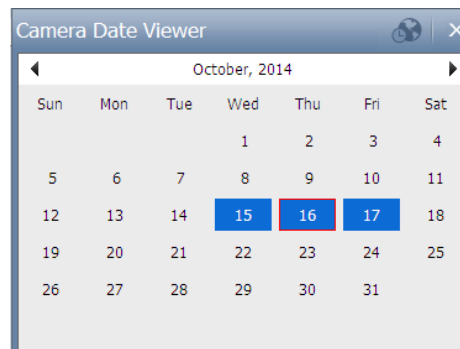 Camera Date Viewer
October, 2014
Sun Mon Tue Wed Thu Fri Sat
1 2 3 4
5 6 7 8 9 10 11
12 13 14 15 16 17 18
19 20 21 22 23 24 25
26 27 28 29 30 31